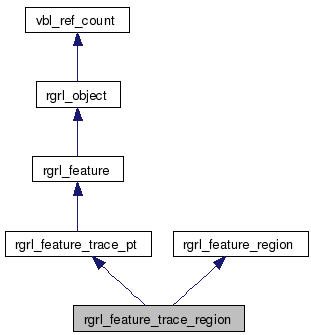 vbl_ref_count
rgrl_object
rgrl_feature
rgrl_feature_trace_pt
rgrl_feature_region
rgrl_feature_trace_region